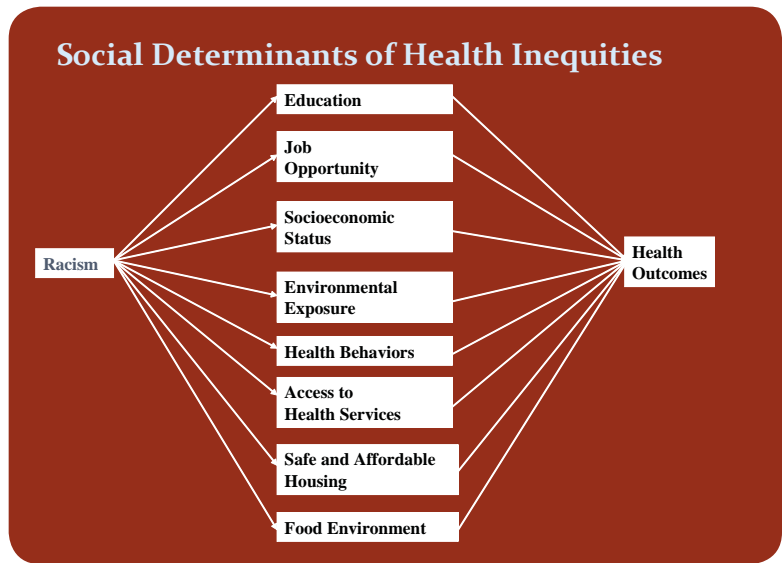 Social Determinants of Health Inequities
Education
Job
Opportunity
Socioeconomic
Status
Racism
Health
Outcomes
Environmental
Exposure
Health Behaviors
Access to
Health Services
Safe and Affordable
Housing
Food Environment